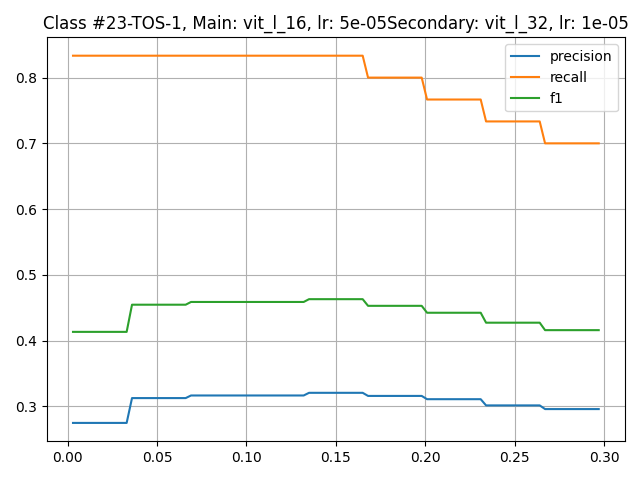 Class #23-TOS-1, Main: vit_l_16, lr: 5e-05Secondary: vit_l_32, lr: 1e-05
precision
recall
f1
0.8
0.7
0.6
0.5
0.4
0.3
0.00 0.05 0.10 0.15 0.20 0.25 0.30